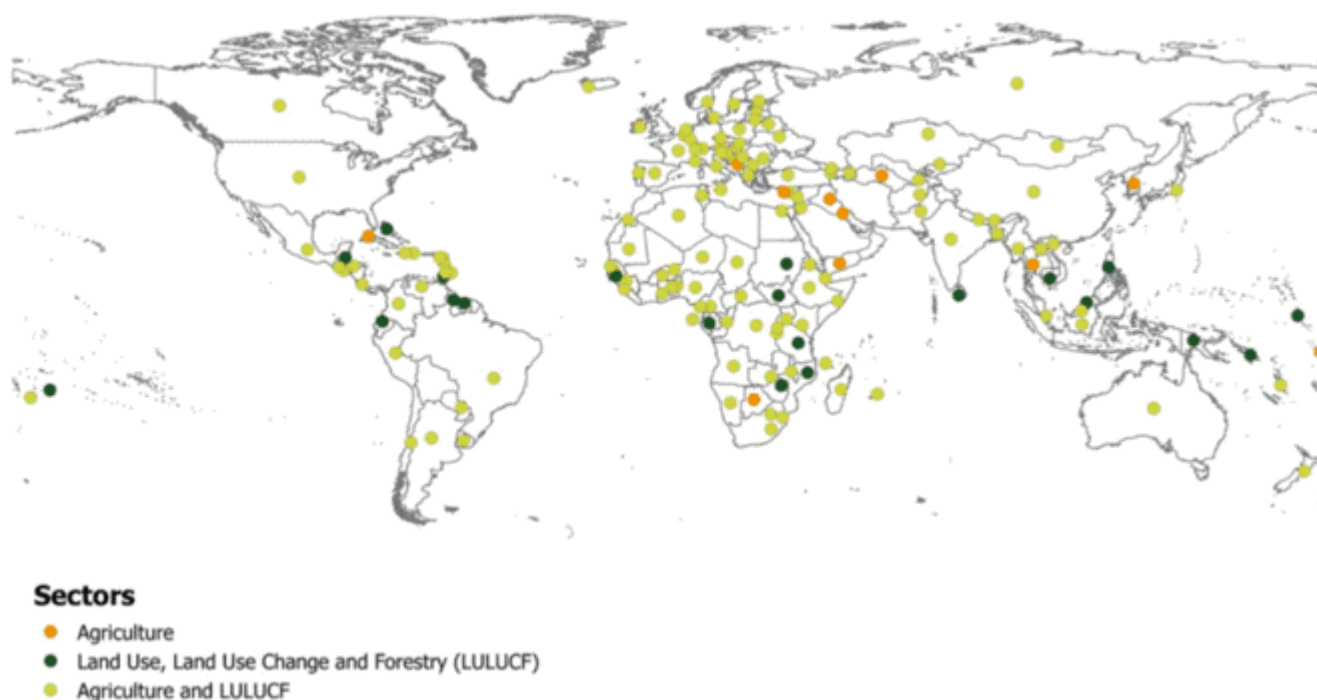 Sectors
Agriculture
Land Use, Land Use Change and Forestry (LULUCF)
Agriculture and LULUCF